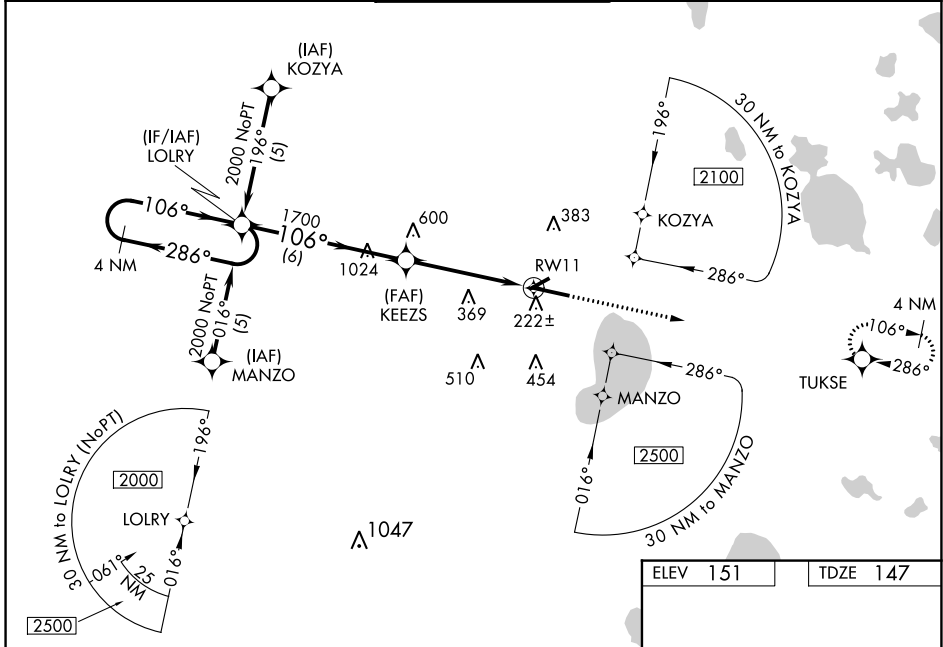 (IAF)
KOZYA
2000 NoPT
196°
(5)
(IF/IAF)
LOLRY
106°
286°
4 NM
1700
106°
(6)
1024
600
(FAF)
KEEZS
383
RW11
369
222±
510
454
2000 NoPT
016°
(5)
(IAF)
MANZO
30 NM to KOZYA
196°
2100
KOZYA
286°
4 NM
106°
286°
TUKSE
286°
MANZO
2500
016°
30 NM to MANZO
30 NM to LOLRY (NoPT)
196°
2000
LOLRY
061°
25
NM
016°
2500
1047
ELEV 151
TDZE 147